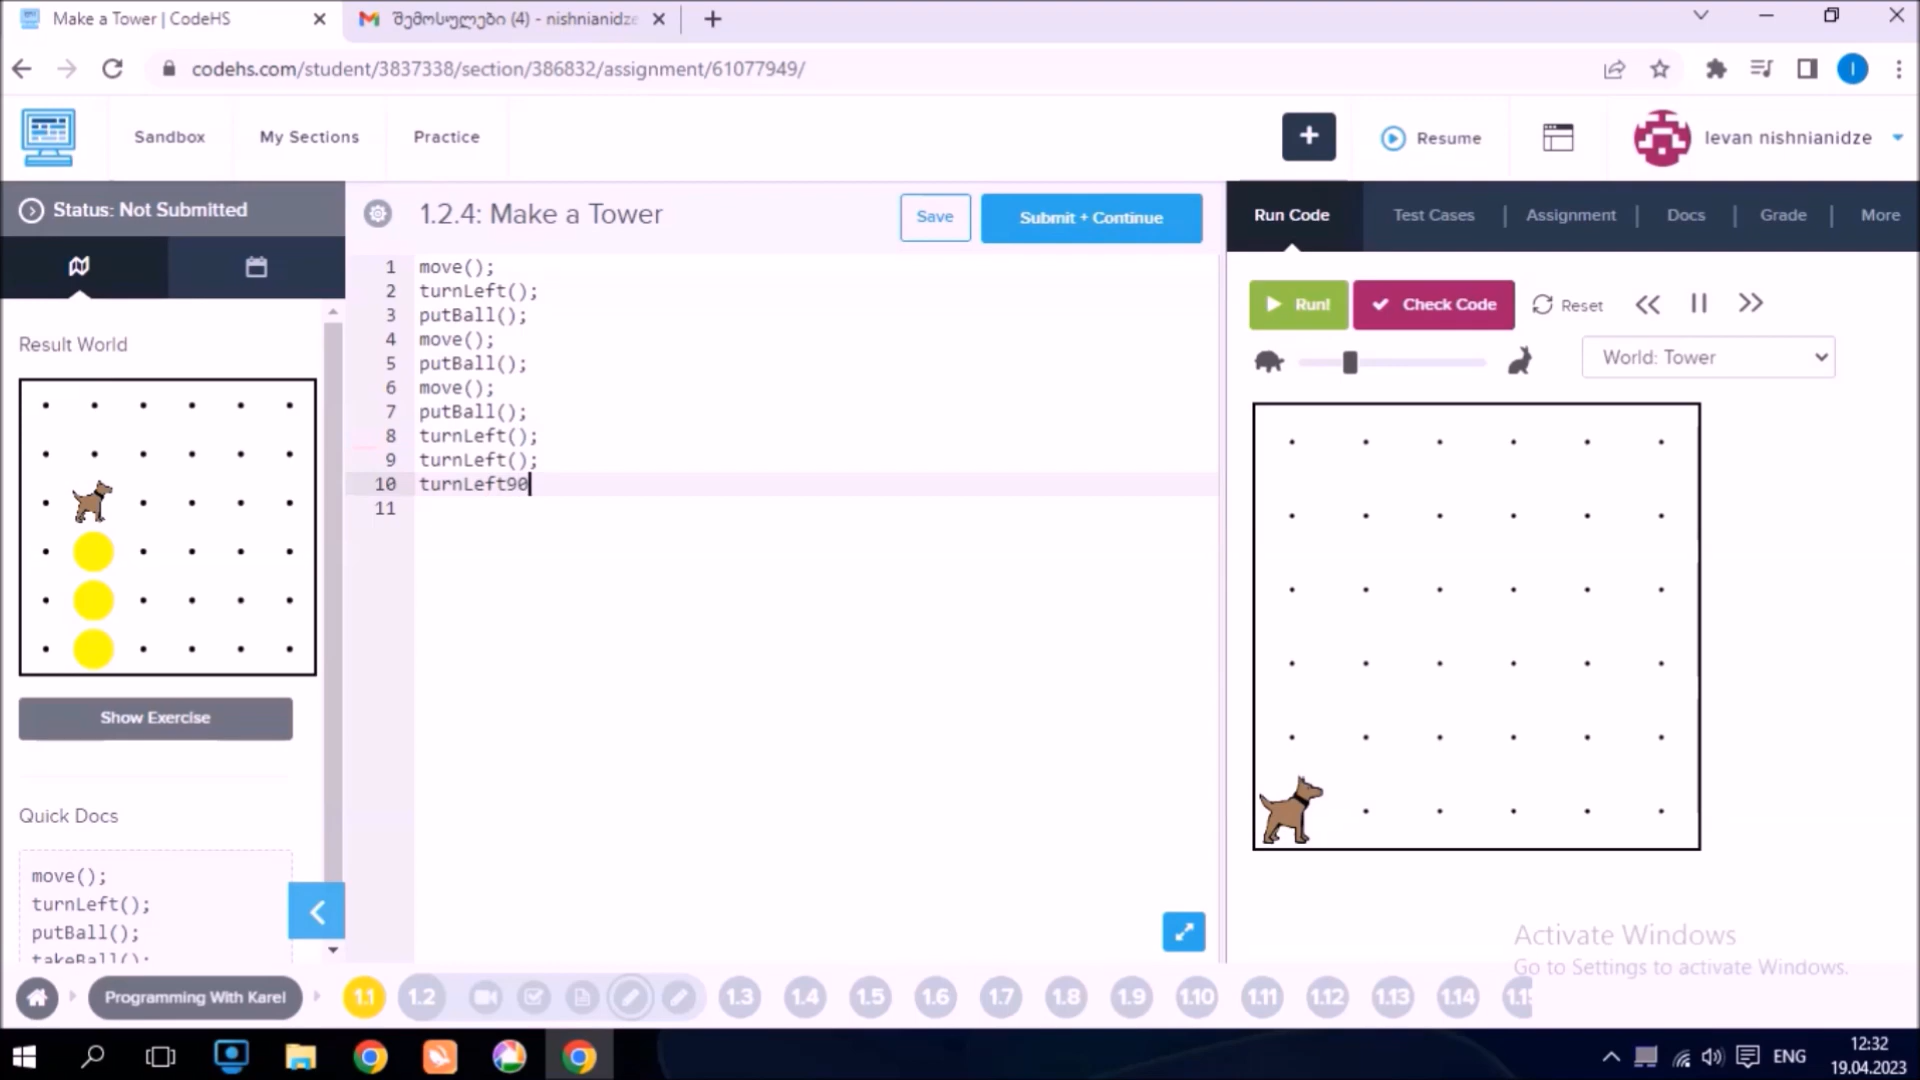 Make a Tower | CodeHS
შემოსულები (4) - nishnianidze
codehs.com/student/3837338/section/386832/assignment/61077949/
I
Sandbox
My Sections
Practice
+
Resume
levan nishnianidze
Status: Not Submitted
1.2.4: Make a Tower
Save
Submit + Continue
Run Code
Test Cases
Assignment
Docs
Grade
More
Result World
Show Exercise
Quick Docs
move();
turnLeft();
putBall();
takeBall();
1 move();
2 turnLeft();
3 putBall();
4 move();
5 putBall();
6 move();
7 putBall();
8 turnLeft();
9 turnLeft();
10 turnLeft90
11
Run!
Check Code
Reset
World: Tower
Activate Windows
Go to Settings to activate Windows.
Programming With Karel
1.1
1.2
1.3
1.4
1.5
1.6
1.7
1.8
1.9
1.10
1.11
1.12
1.13
1.14
ENG
12:32
19.04.2023